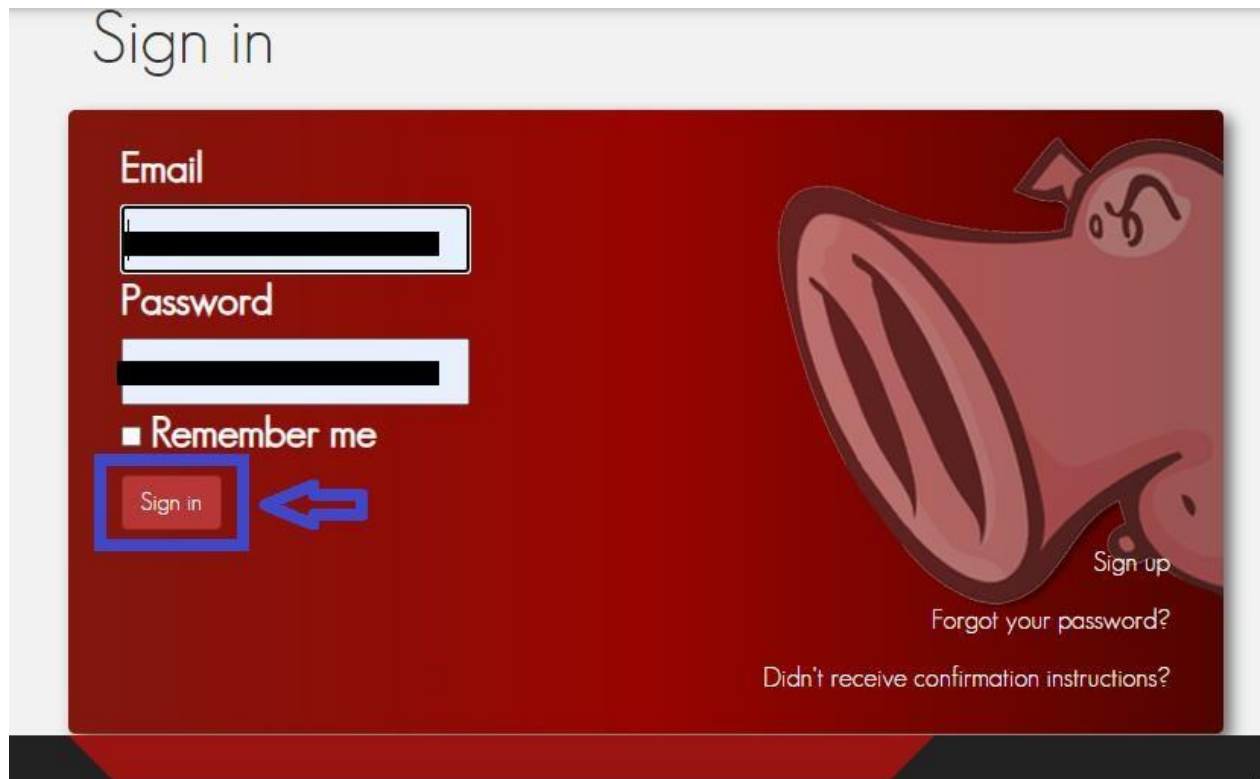 Sign in
Email
Password
Remember me
Sign in
Sign up
Forgot your password?
Didn't receive confirmation instructions?